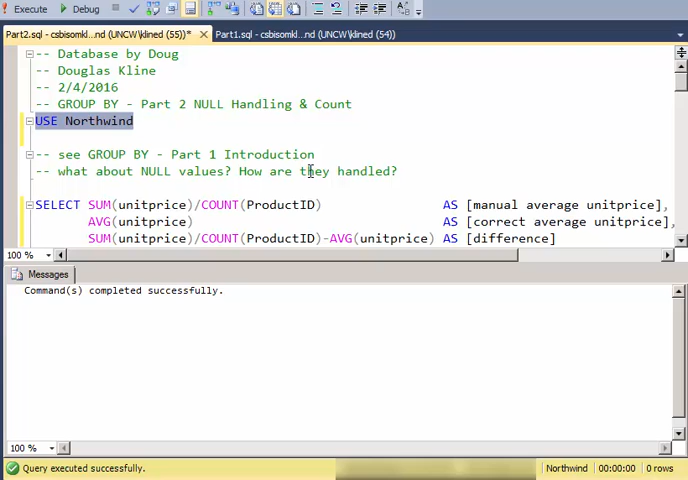 Execute Debug
Part2.sql - csbisomkl...nd (UNCW\klined (55))* Part1.sql - csbisomkl...nd (UNCW\klined (54))
-- Database by Doug
-- Douglas Kline
-- 2/4/2016
-- GROUP BY - Part 2 NULL Handling & Count
USE Northwind
-- see GROUP BY - Part 1 Introduction
-- what about NULL values? How are they handled?
SELECT SUM(unitprice)/COUNT(ProductID) AS [manual average unitprice],
AVG(unitprice) AS [correct average unitprice],
SUM(unitprice)/COUNT(ProductID)-AVG(unitprice) AS [difference]
100 %
Messages
Command(s) completed successfully.
100 %
Query executed successfully. Northwind 00:00:00 0 rows